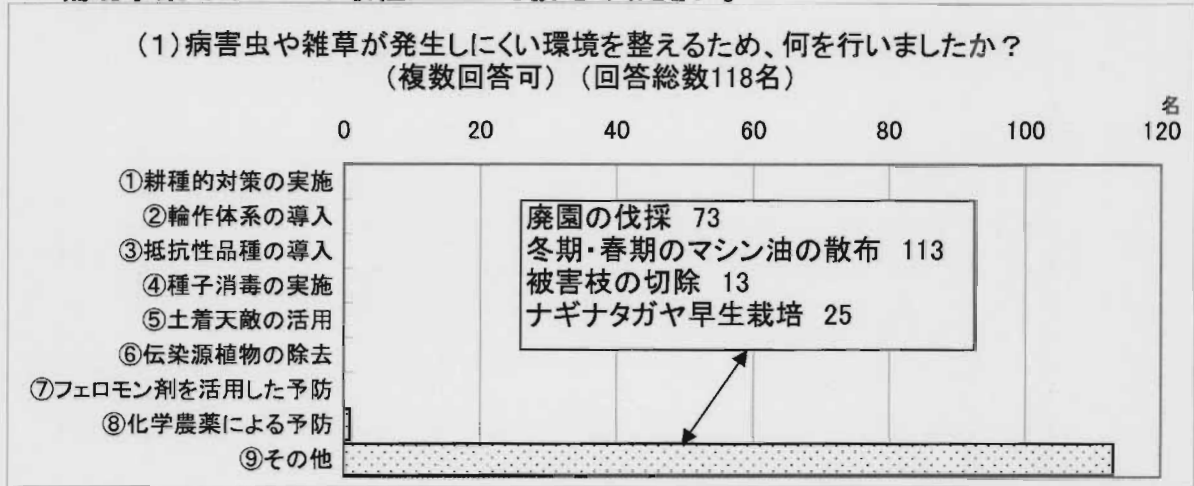 (1)病害虫や雑草が発生しにくい環境を整えるため、何を行いましたか？
(複数回答可) (回答総数118名)
名
0 20 40 60 80 100 120
①耕種的対策の実施
②輪作体系の導入
③抵抗性品種の導入
④種子消毒の実施
⑤土着天敵の活用
⑥伝染源植物の除去
⑦フェロモン剤を活用した予防
⑧化学農薬による予防
⑨その他
廃園の伐採 73
冬期・春期のマシン油の散布 113
被害枝の切除 13
ナギナタガヤ早生栽培 25